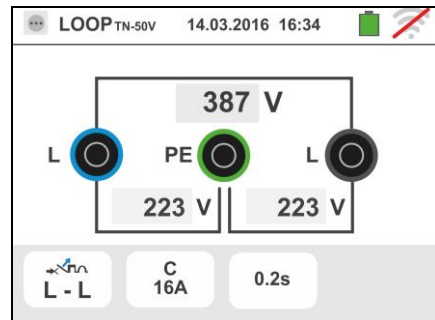 LOOP TN-50V 14.03.2016 16:34
387 V
L PE L
223 V 223 V
L - L
C
16A
0.2s